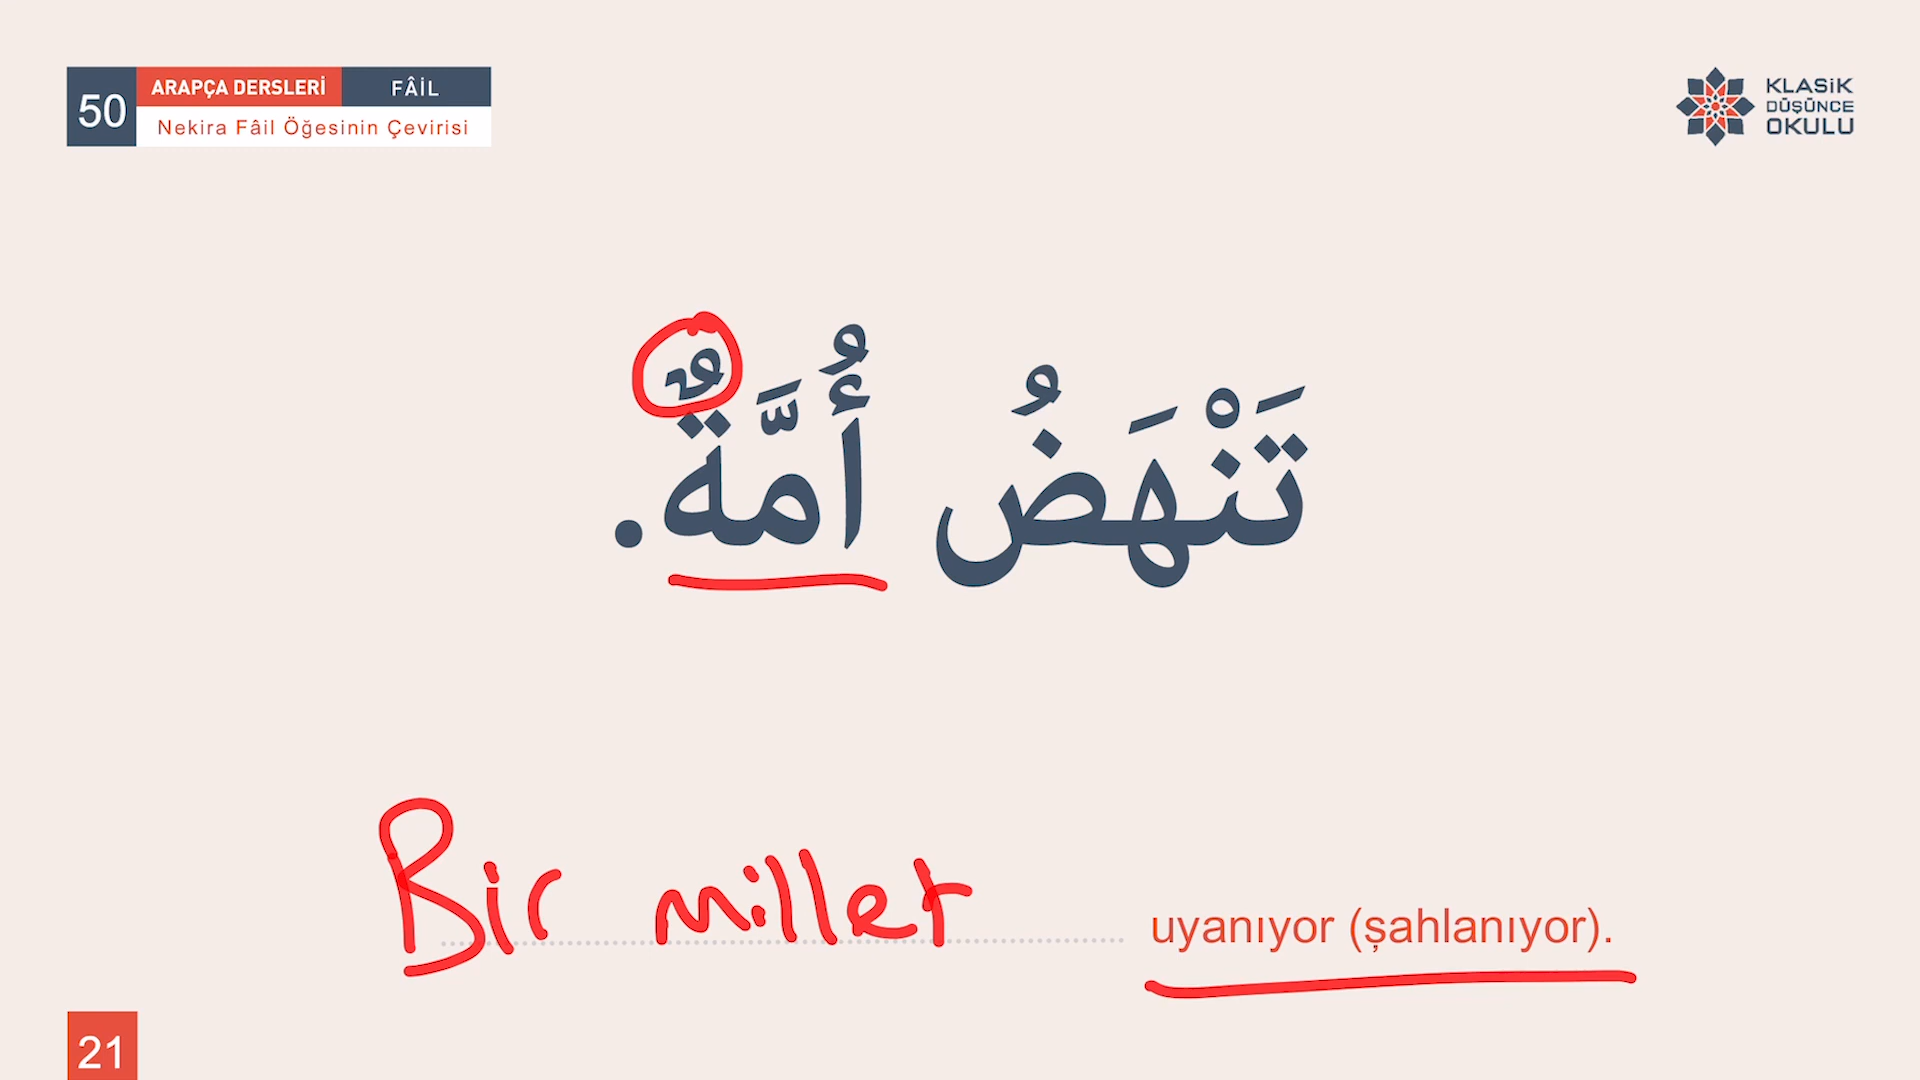 50
ARAPÇA DERSLERİ FÂİL
Nekira Fâil Öğesinin Çevirisi
KLASİK
DÜŞÜNCE
OKULU
تَنْهَضُ أُمَّةٌ.
Bir millet uyanıyor (şahlanıyor).
21